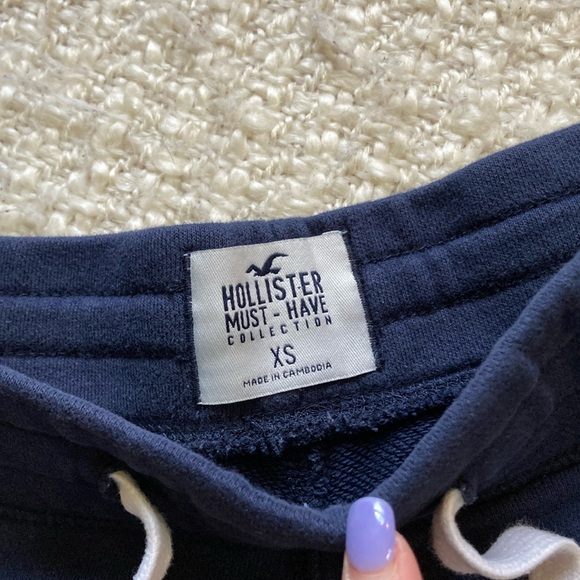 HOLLISTER
MUST-HAVE
COLLECTION
XS
MADE IN CAMBODIA